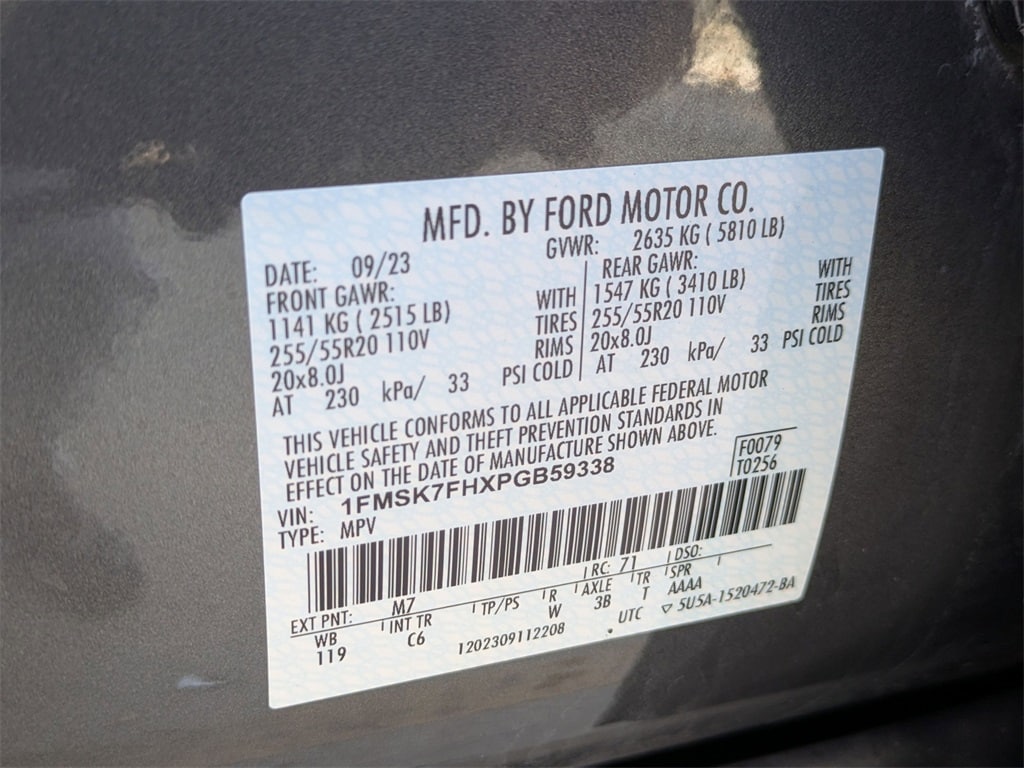 MFD. BY FORD MOTOR CO.
DATE: 09/23 GVWR: 2635 KG ( 5810 LB)
FRONT GAWR:
1141 KG ( 2515 LB) WITH
255/55R20 110V TIRES
20x8.0J RIMS
AT 230 kPa/ 33 PSI COLD
REAR GAWR:
1547 KG ( 3410 LB) WITH
255/55R20 110V TIRES
20x8.0J RIMS
AT 230 kPa/ 33 PSI COLD
THIS VEHICLE CONFORMS TO ALL APPLICABLE FEDERAL MOTOR
VEHICLE SAFETY AND THEFT PREVENTION STANDARDS IN
EFFECT ON THE DATE OF MANUFACTURE SHOWN ABOVE.
VIN: 1FMSK7FHXPGB59338
TYPE: MPV
F0079
T0256
EXT PNT: M7 RC: 71 DSO:
WB INT TR TP/PS R AXLE TR SPR
119 C6 W 3B T AAAA
1202309112208 UTC ▽ 5U5A-1520472-BA